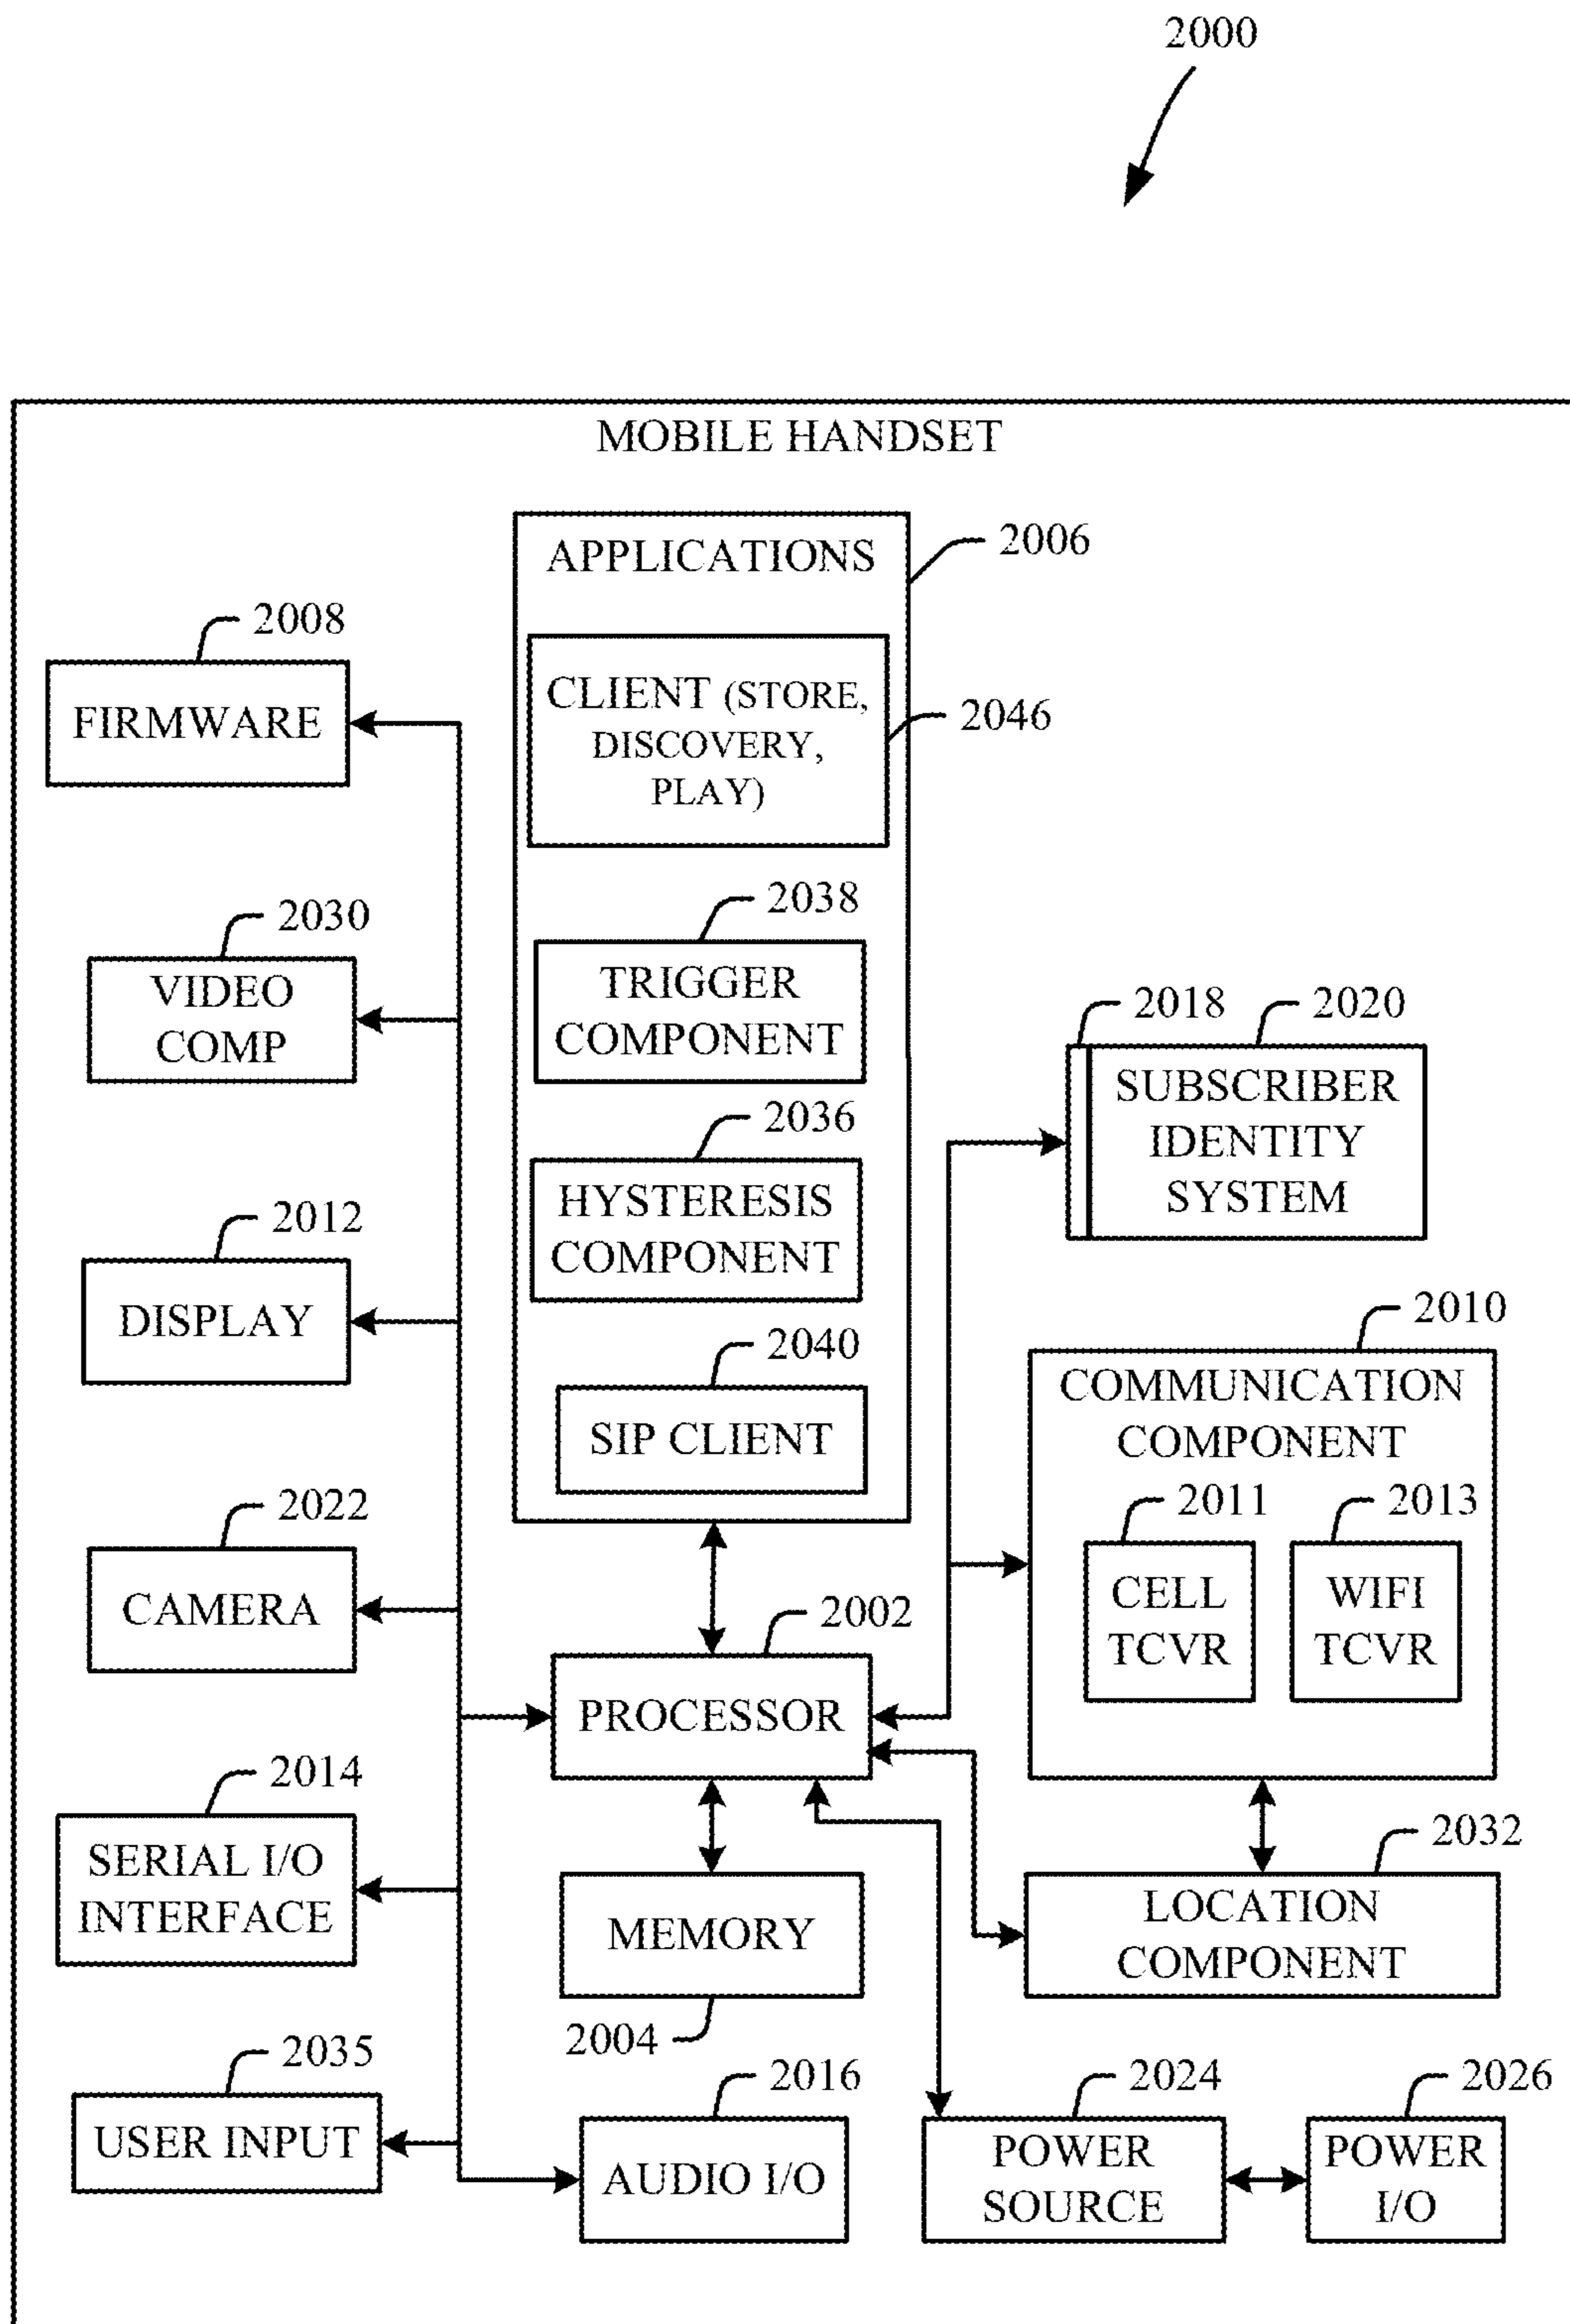 2000
MOBILE HANDSET
APPLICATIONS
2006
CLIENT (STORE,
DISCOVERY,
PLAY)
2046
2008
FIRMWARE
2038
TRIGGER
COMPONENT
2030
VIDEO
COMP
2018
2020
SUBSCRIBER
IDENTITY
SYSTEM
2036
HYSTERESIS
COMPONENT
2012
DISPLAY
2040
SIP CLIENT
2010
COMMUNICATION
COMPONENT
2011
CELL
TCVR
2013
WIFI
TCVR
2022
CAMERA
2002
PROCESSOR
2014
SERIAL I/O
INTERFACE
MEMORY
2004
2032
LOCATION
COMPONENT
2035
USER INPUT
2016
AUDIO I/O
2024
POWER
SOURCE
2026
POWER
I/O